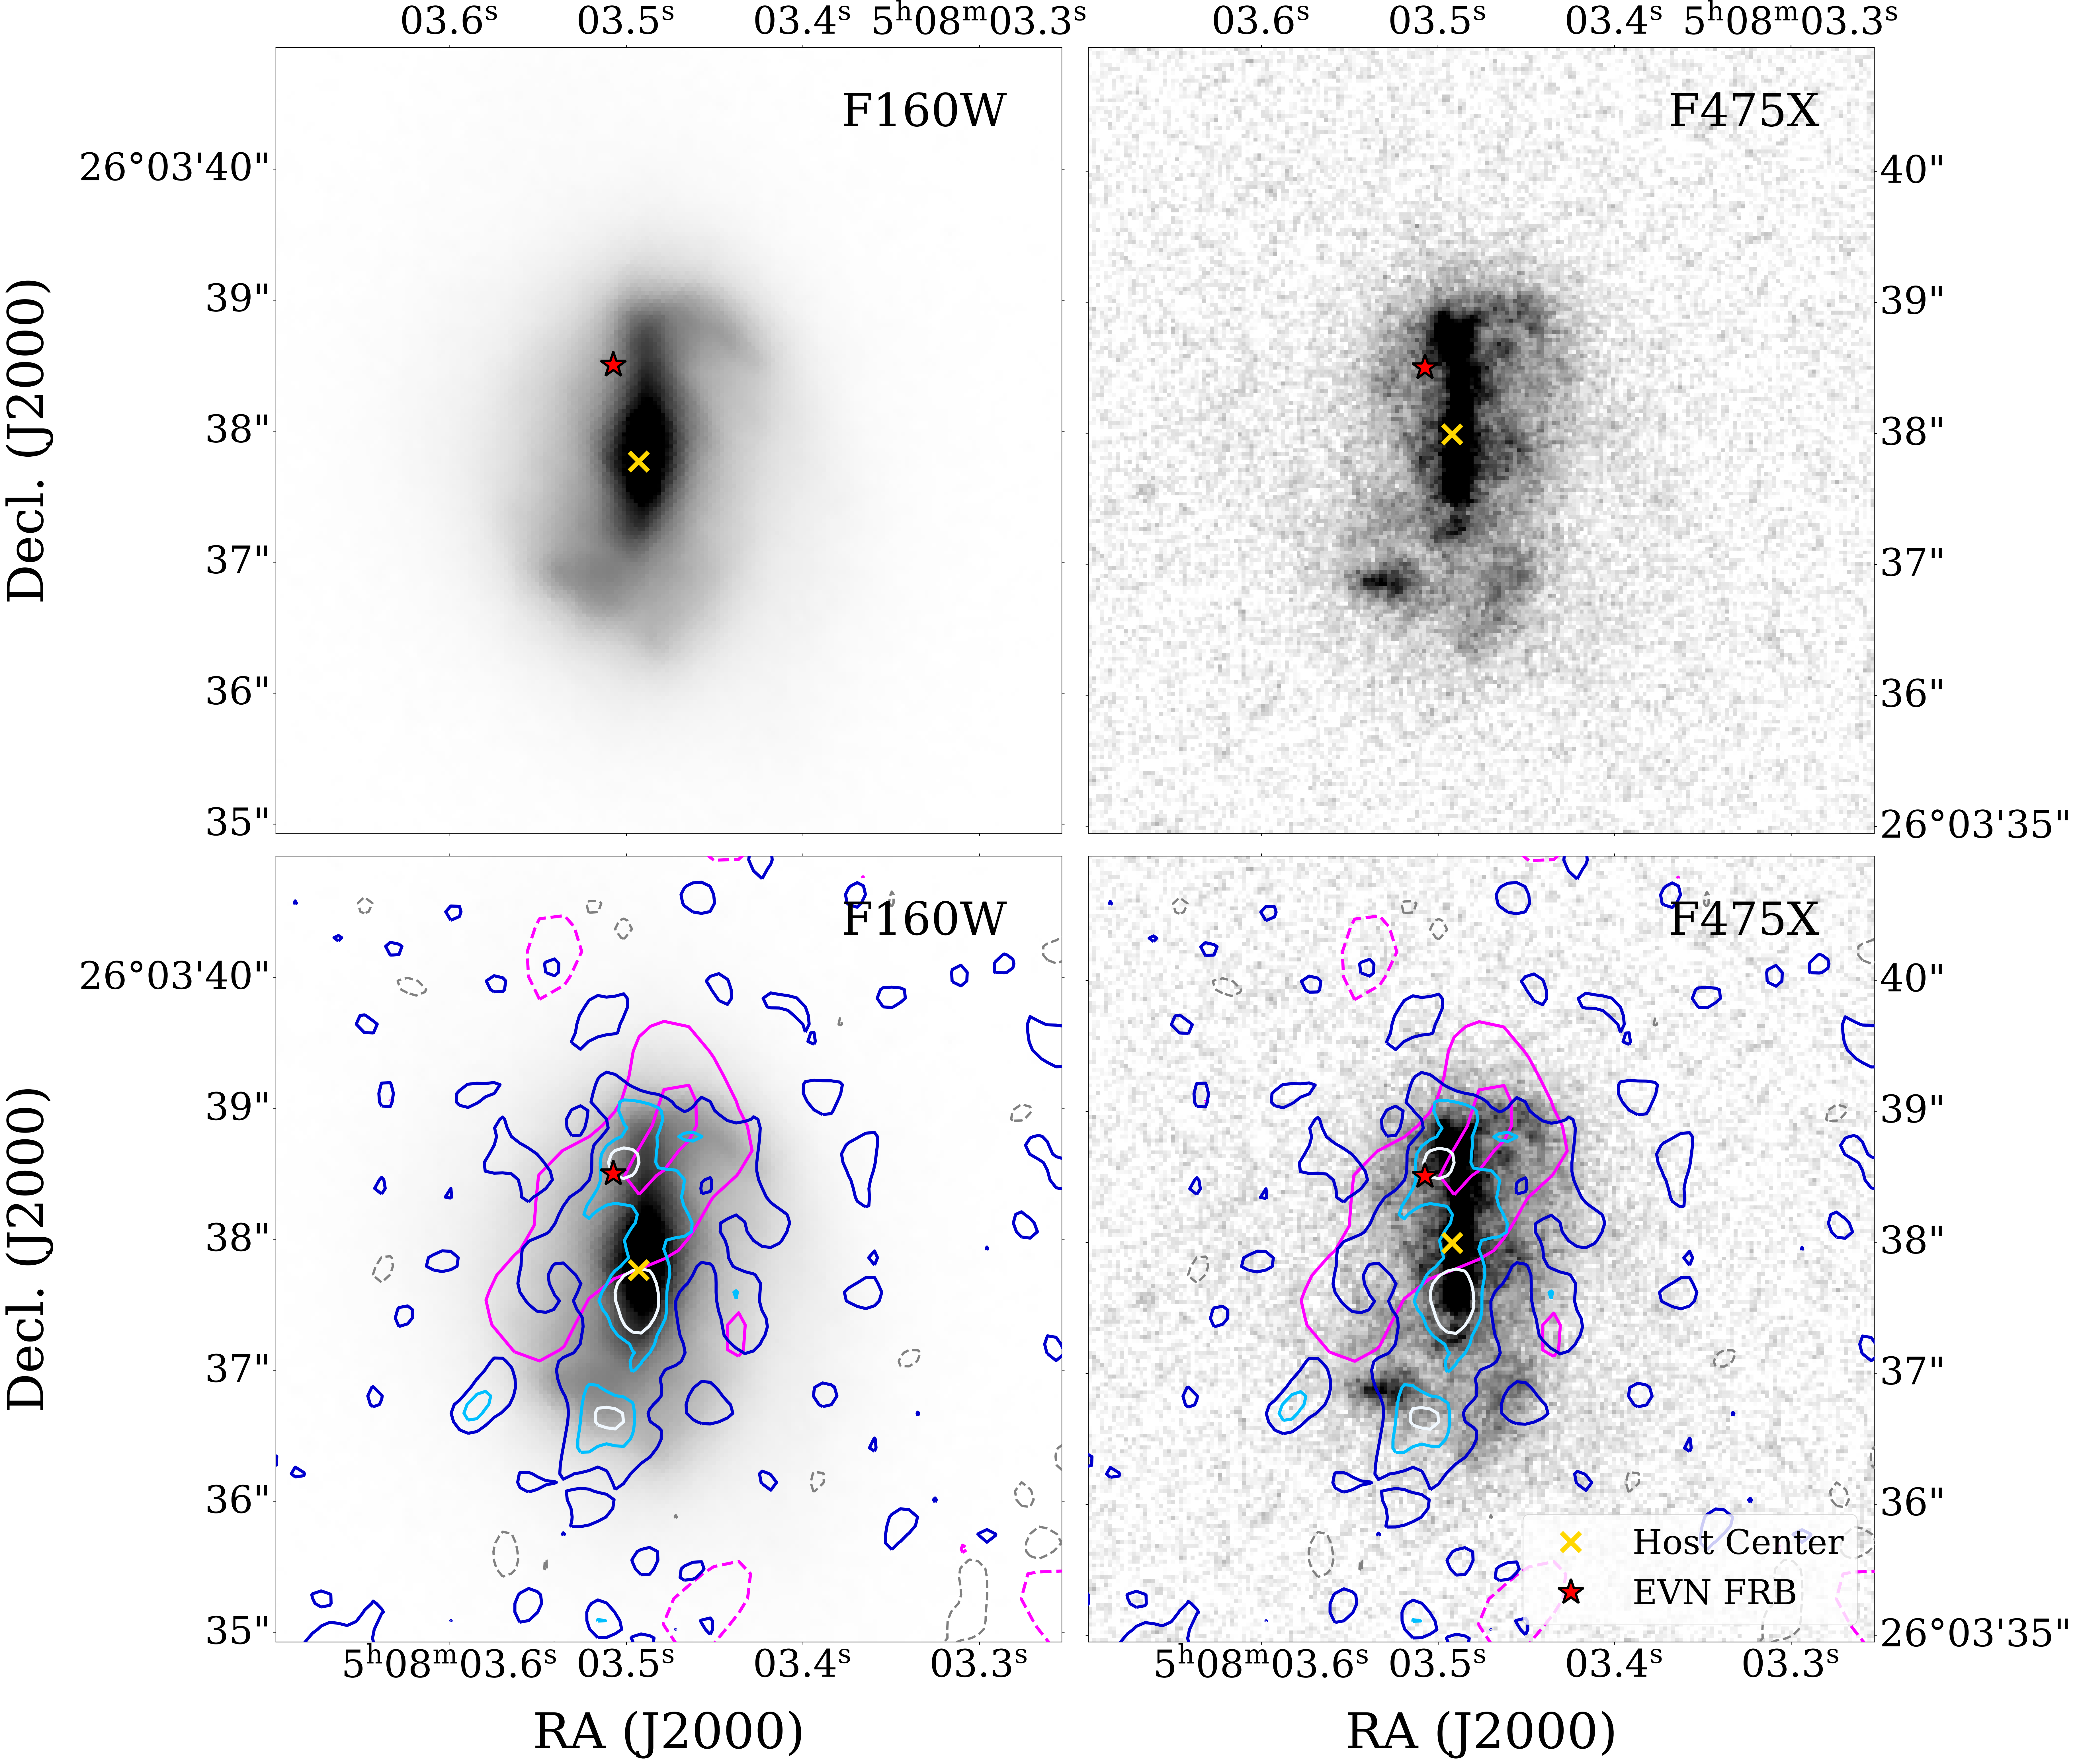 03.6ˢ 03.5ˢ 03.4ˢ 5ʰ08ᵐ03.3ˢ
03.6ˢ 03.5ˢ 03.4ˢ 5ʰ08ᵐ03.3ˢ
F160W
F475X
Decl. (J2000)
26°03'40"
39"
38"
37"
36"
35"
40"
39"
38"
37"
36"
26°03'35"
F160W
F475X
Decl. (J2000)
26°03'40"
39"
38"
37"
36"
35"
40"
39"
38"
37"
36"
26°03'35"
Host Center
EVN FRB
5ʰ08ᵐ03.6ˢ 03.5ˢ 03.4ˢ 03.3ˢ
5ʰ08ᵐ03.6ˢ 03.5ˢ 03.4ˢ 03.3ˢ
RA (J2000)
RA (J2000)